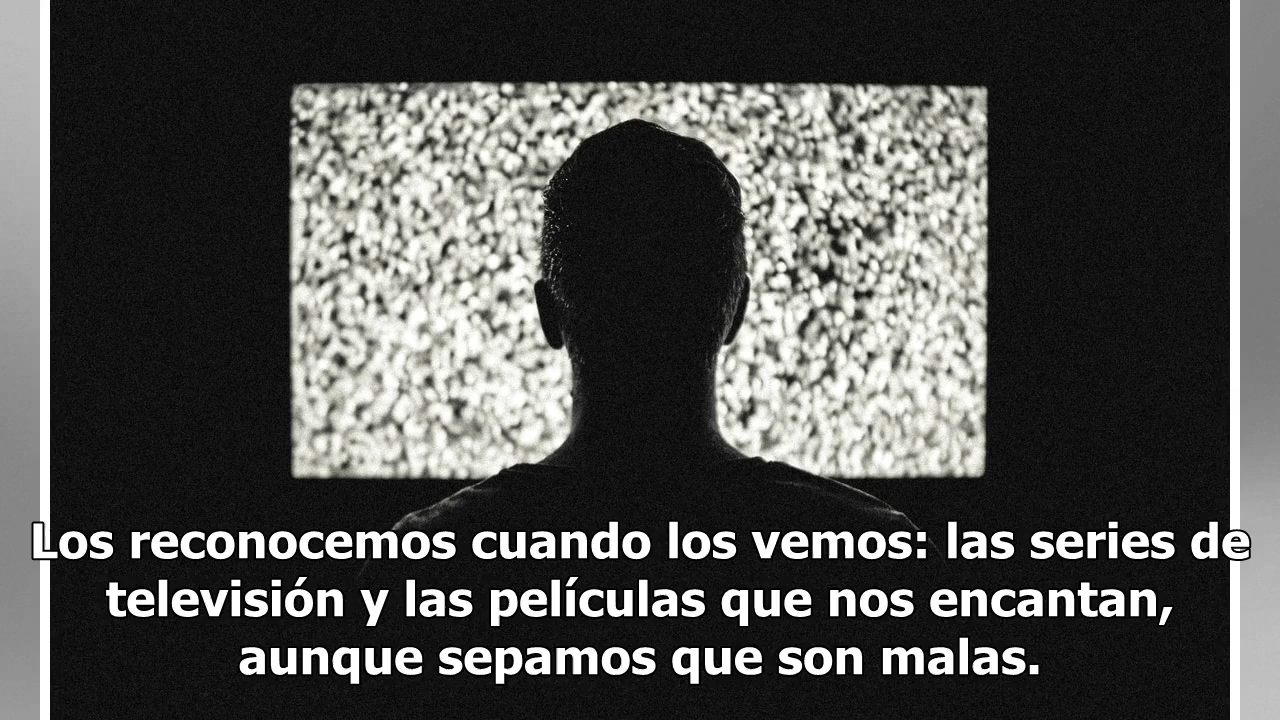 Los reconocemos cuando los vemos: las series de
televisión y las películas que nos encantan,
aunque sepamos que son malas.